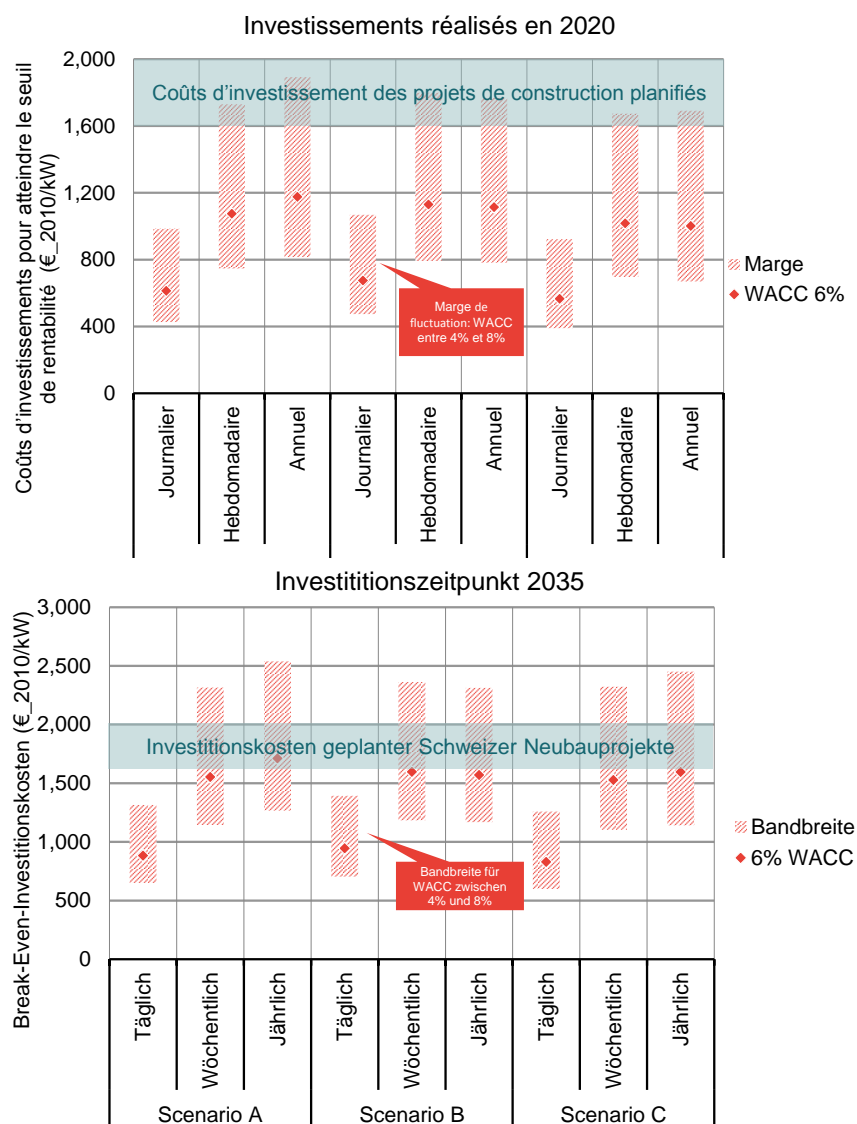 Investissements réalisés en 2020
Coûts d'investissements pour atteindre le seuil
de rentabilité (€_2010/kW)
2,000
1,600
1,200
800
400
0
Coûts d'investissement des projets de construction planifiés
Marge de
fluctuation: WACC
entre 4% et 8%
Marge
WACC 6%
Journalier
Hebdomadaire
Annuel
Journalier
Hebdomadaire
Annuel
Journalier
Hebdomadaire
Annuel
Investititionszeitpunkt 2035
Break-Even-Investitionskosten (€_2010/kW)
3,000
2,500
2,000
1,500
1,000
500
0
Investitionskosten geplanter Schweizer Neubauprojekte
Bandbreite für
WACC zwischen
4% und 8%
Bandbreite
6% WACC
Täglich
Wöchentlich
Jährlich
Täglich
Wöchentlich
Jährlich
Täglich
Wöchentlich
Jährlich
Scenario A
Scenario B
Scenario C